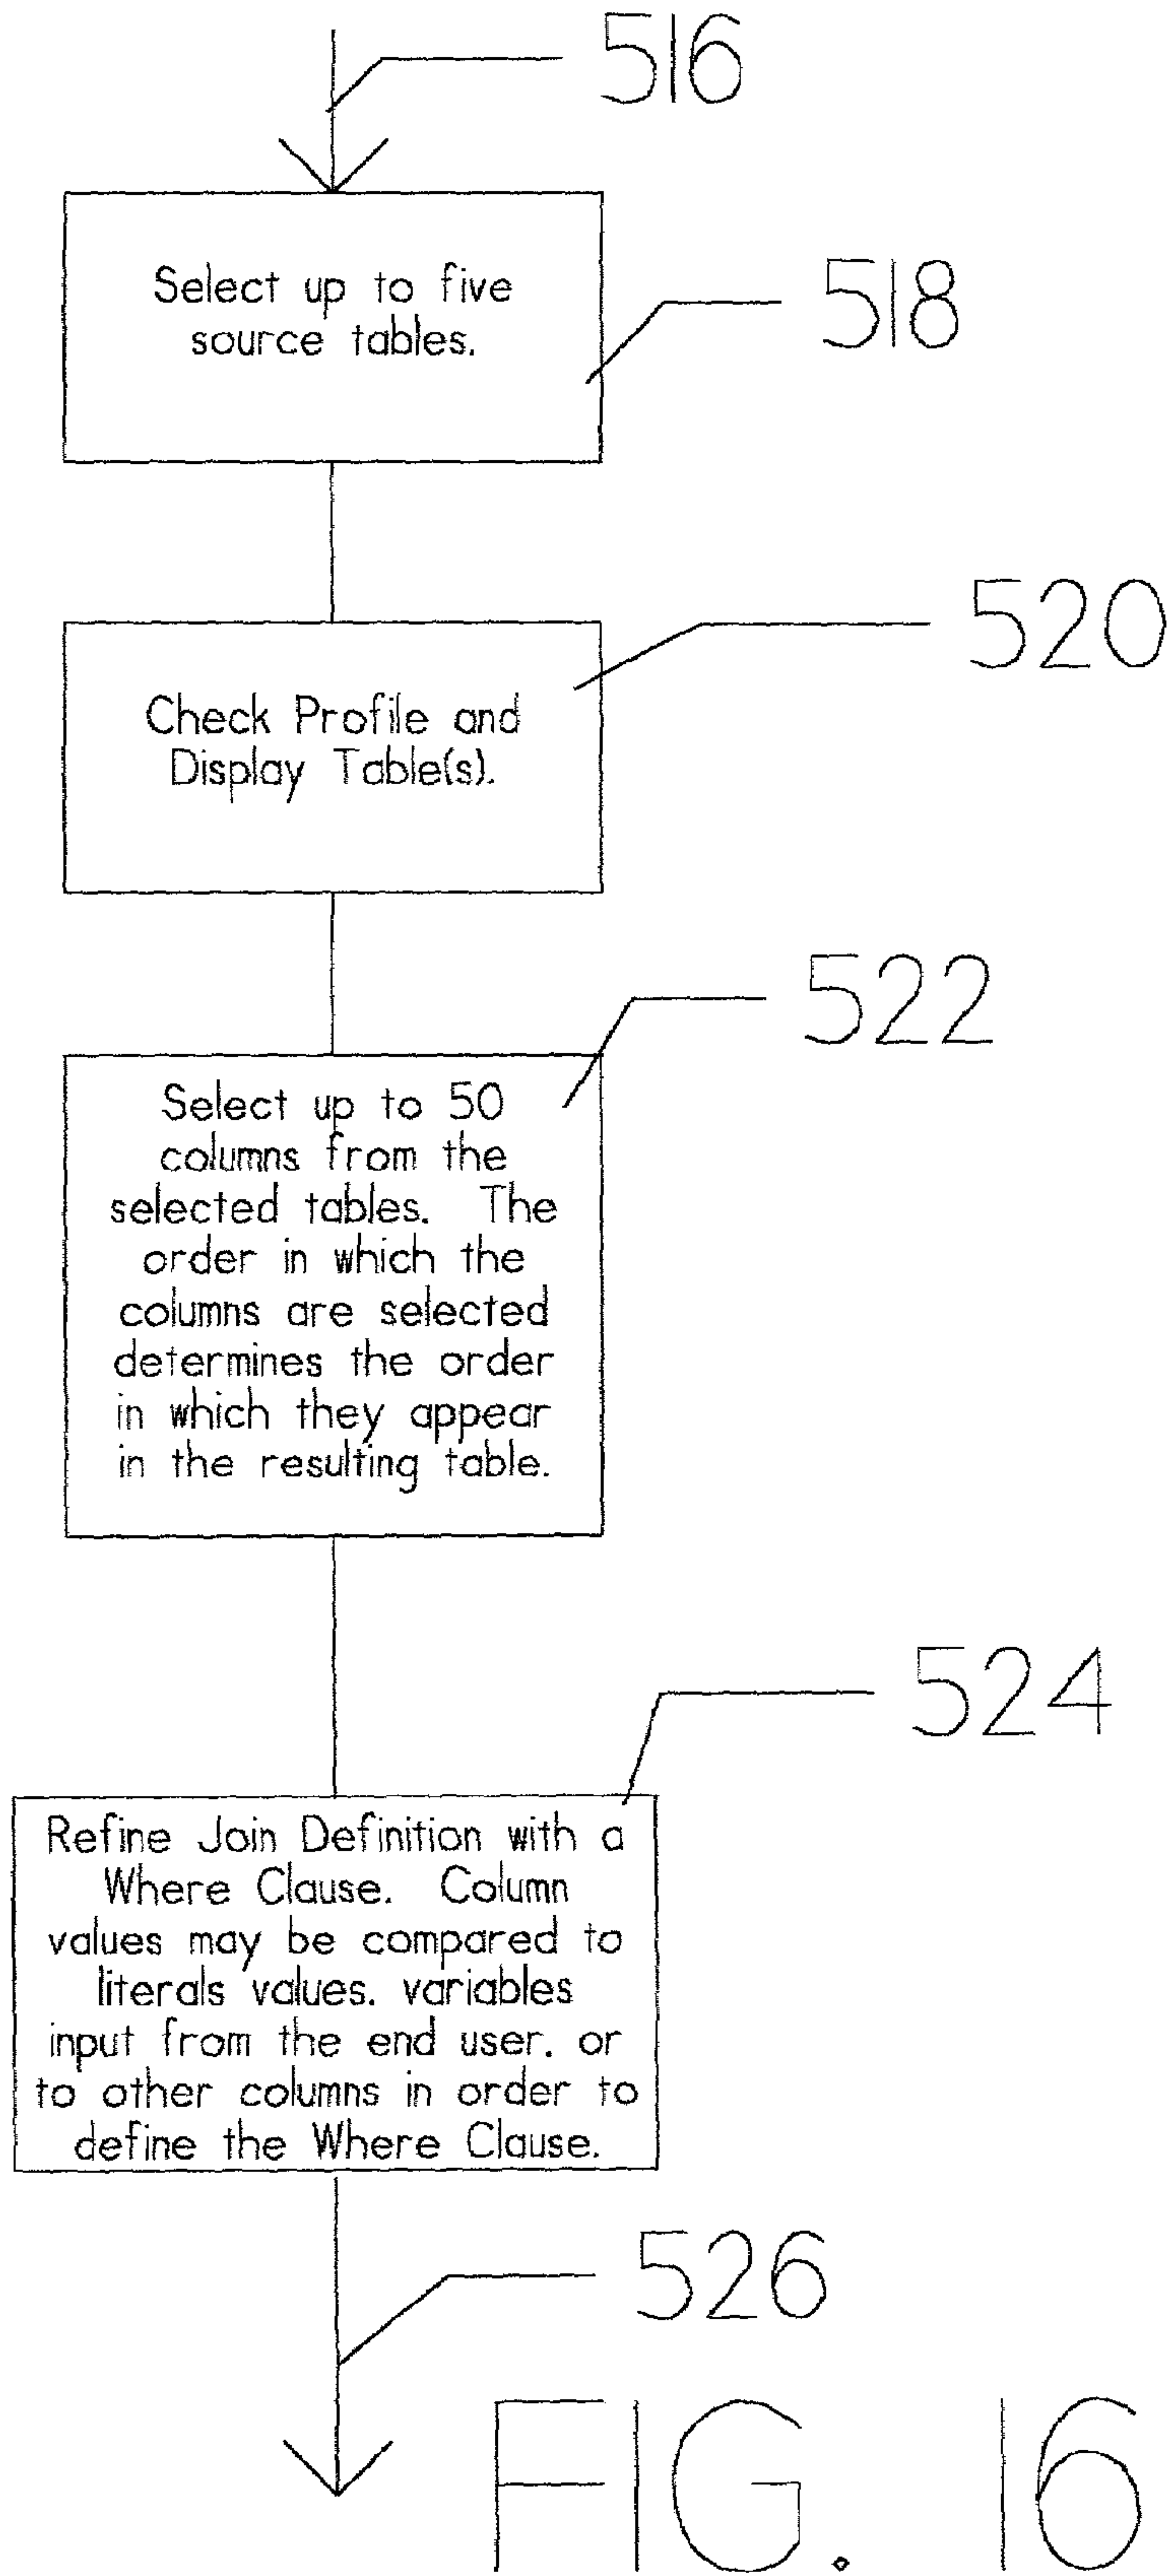 516
Select up to five
source tables.
518
520
Check Profile and
Display Table(s).
522
Select up to 50
columns from the
selected tables. The
order in which the
columns are selected
determines the order
in which they appear
in the resulting table.
524
Refine Join Definition with a
Where Clause. Column
values may be compared to
literals values. variables
input from the end user. or
to other columns in order to
define the Where Clause.
526
FIG. 16